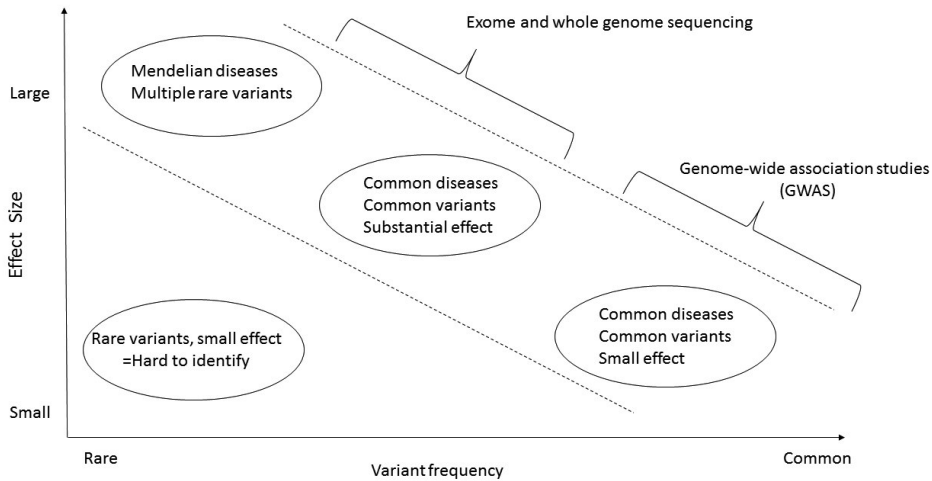 Exome and whole genome sequencing
Large
Mendelian diseases
Multiple rare variants
Genome-wide association studies
(GWAS)
Common diseases
Common variants
Substantial effect
Effect Size
Common diseases
Common variants
Small effect
Rare variants, small effect
=Hard to identify
Small
Rare
Variant frequency
Common